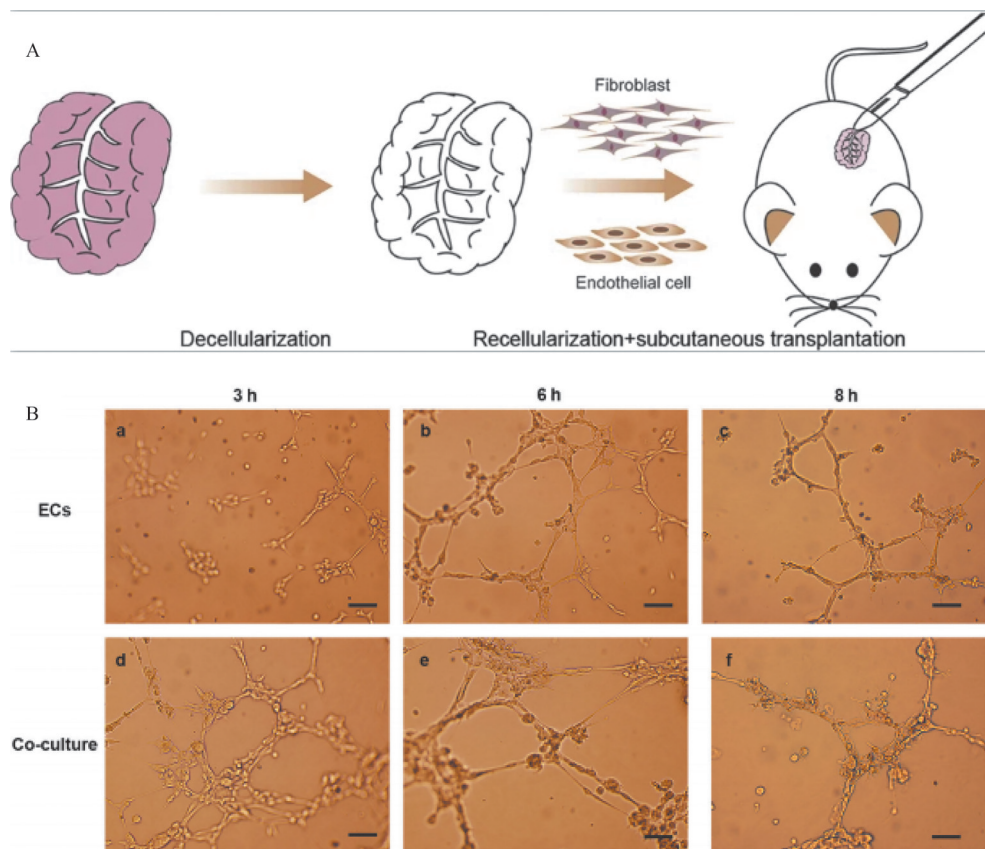 A
Fibroblast
Endothelial cell
Decellularization
Recellularization+subcutaneous transplantation
B
3 h
6 h
8 h
ECs
a
b
c
Co-culture
d
e
f